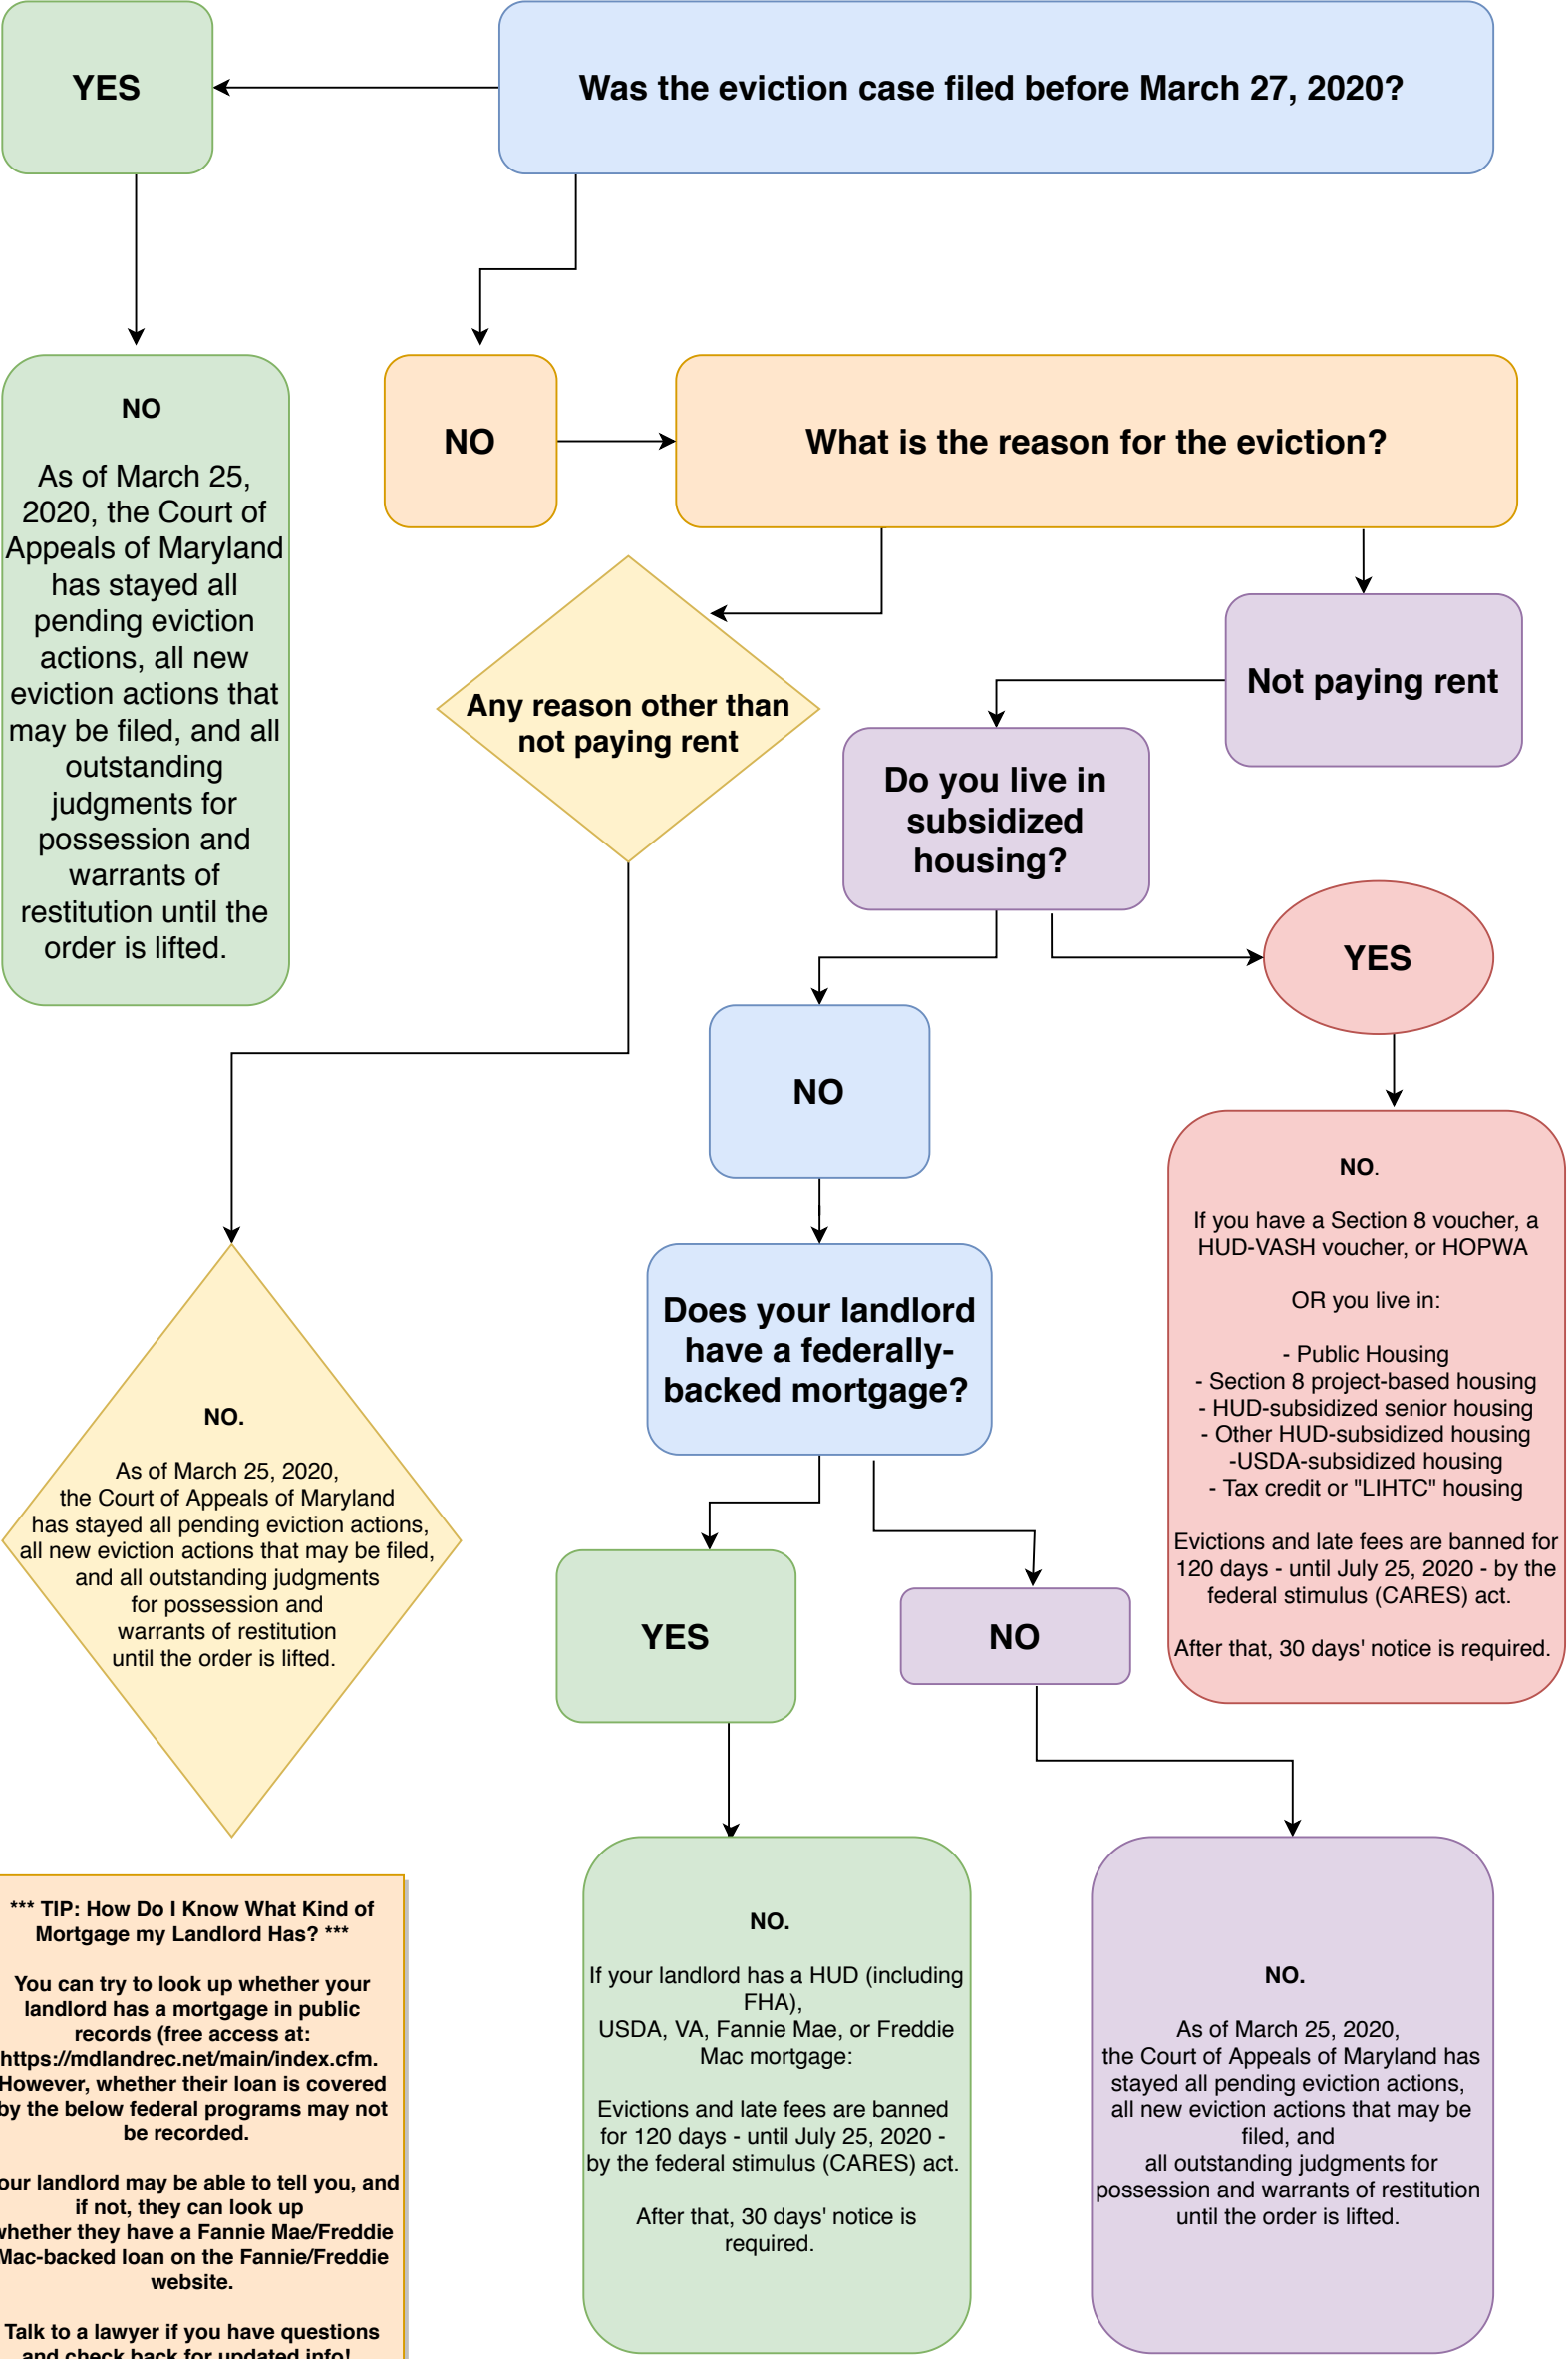 YES
Was the eviction case filed before March 27, 2020?
NO
As of March 25,
2020, the Court of
Appeals of Maryland
has stayed all
pending eviction
actions, all new
eviction actions that
may be filed, and all
outstanding
judgments for
possession and
warrants of
restitution until the
order is lifted.
NO
What is the reason for the eviction?
Any reason other than
not paying rent
Not paying rent
Do you live in
subsidized
housing?
YES
NO
NO.
If you have a Section 8 voucher, a
HUD-VASH voucher, or HOPWA
OR you live in:
- Public Housing
- Section 8 project-based housing
- HUD-subsidized senior housing
- Other HUD-subsidized housing
-USDA-subsidized housing
- Tax credit or "LIHTC" housing
Evictions and late fees are banned for
120 days - until July 25, 2020 - by the
federal stimulus (CARES) act.
After that, 30 days' notice is required.
Does your landlord
have a federally-
backed mortgage?
NO.
As of March 25, 2020,
the Court of Appeals of Maryland
has stayed all pending eviction actions,
all new eviction actions that may be filed,
and all outstanding judgments
for possession and
warrants of restitution
until the order is lifted.
YES
NO
*** TIP: How Do I Know What Kind of
Mortgage my Landlord Has? ***
You can try to look up whether your
landlord has a mortgage in public
records (free access at:
https://mdlandrec.net/main/index.cfm.
However, whether their loan is covered
by the below federal programs may not
be recorded.
our landlord may be able to tell you, and
if not, they can look up
whether they have a Fannie Mae/Freddie
Mac-backed loan on the Fannie/Freddie
website.
Talk to a lawyer if you have questions
and check back for updated info!
NO.
If your landlord has a HUD (including
FHA),
USDA, VA, Fannie Mae, or Freddie
Mac mortgage:
Evictions and late fees are banned
for 120 days - until July 25, 2020 -
by the federal stimulus (CARES) act.
After that, 30 days' notice is
required.
NO.
As of March 25, 2020,
the Court of Appeals of Maryland has
stayed all pending eviction actions,
all new eviction actions that may be
filed, and
all outstanding judgments for
possession and warrants of restitution
until the order is lifted.